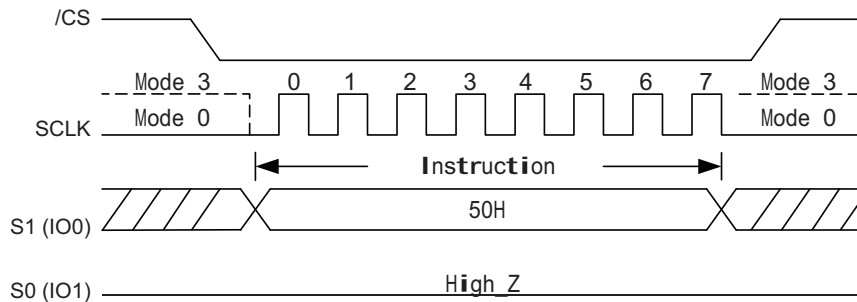 /CS
Mode 3 0 1 2 3 4 5 6 7 Mode 3
SCLK Mode 0 Mode 0
Instruction
S1 (IO0) 50H
S0 (IO1) High_Z